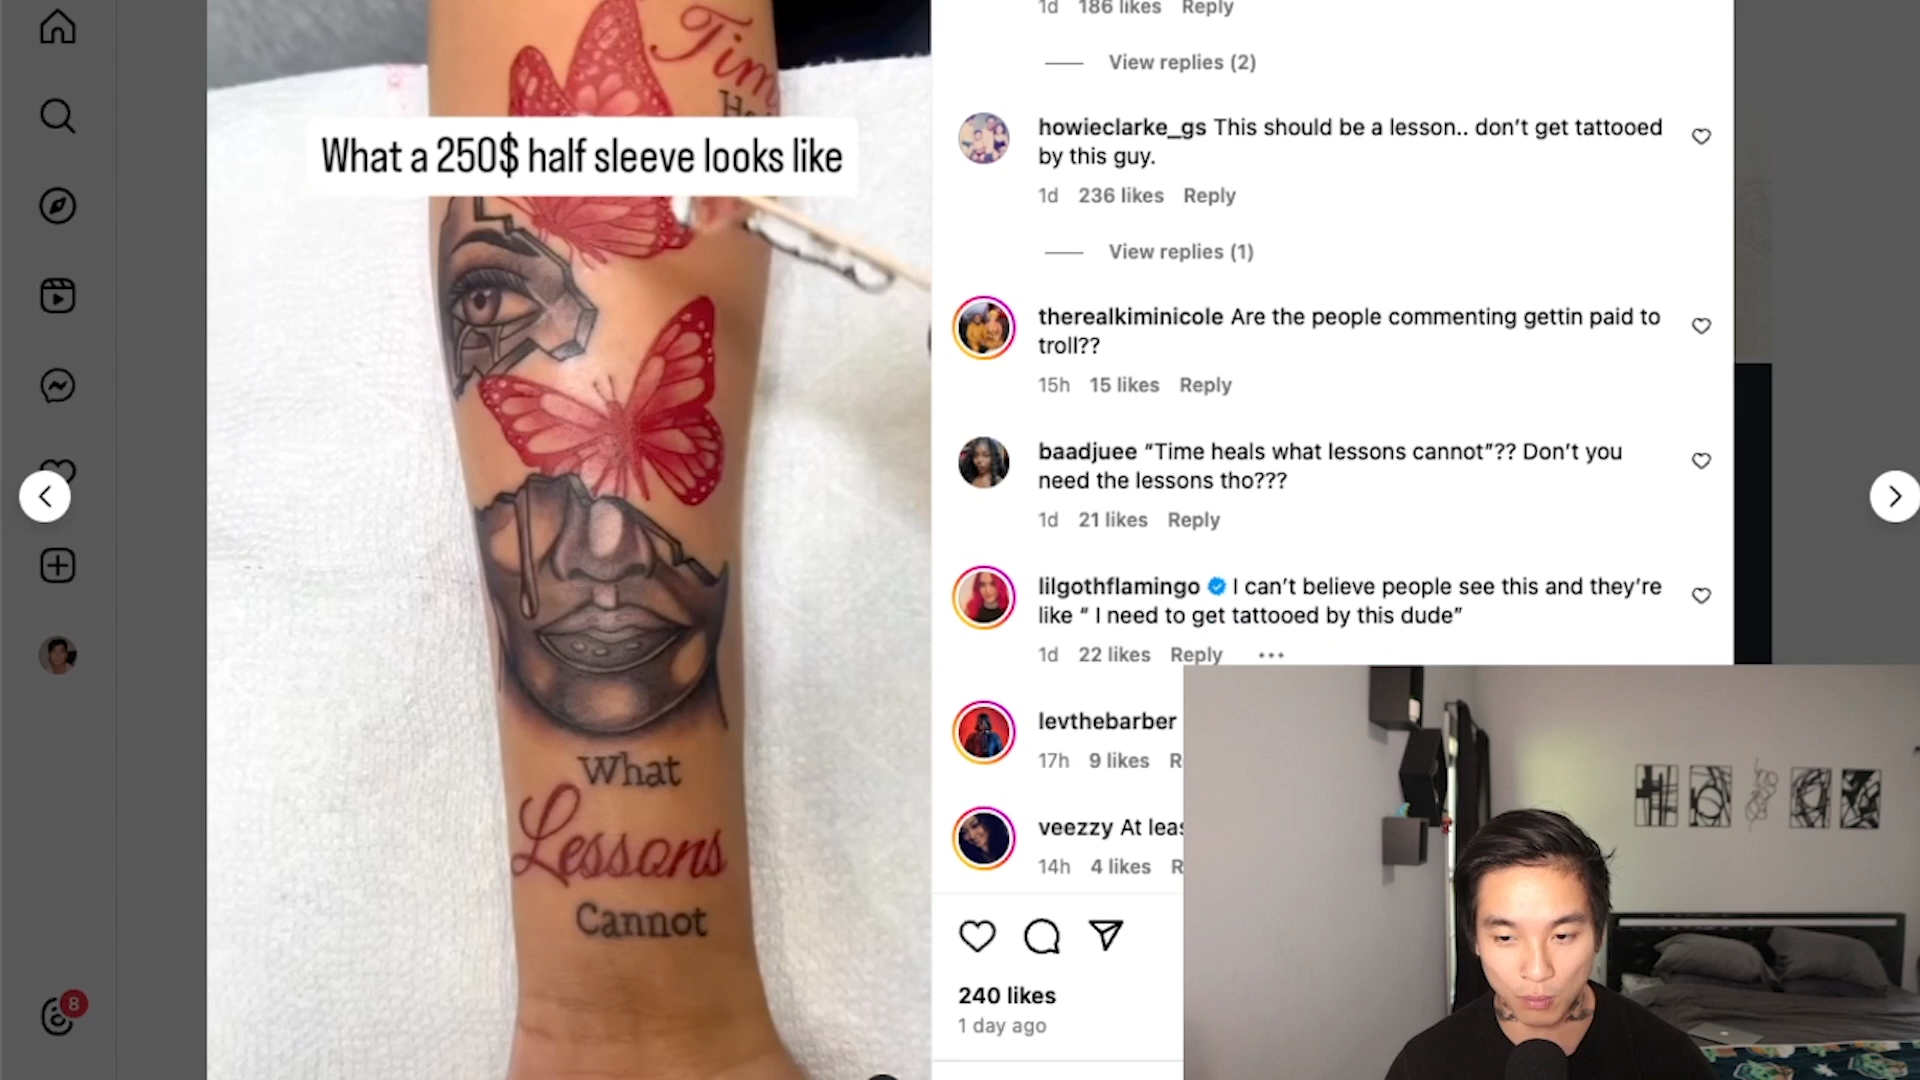 Tim
What a 250$ half sleeve looks like
What
Lessons
Cannot
1d 186 likes Reply
View replies (2)
howieclarke_gs This should be a lesson.. don't get tattooed
by this guy.
1d 236 likes Reply
View replies (1)
therealkiminicole Are the people commenting gettin paid to
troll??
15h 15 likes Reply
baadjuee “Time heals what lessons cannot”?? Don't you
need the lessons tho???
1d 21 likes Reply
lilgothflamingo I can't believe people see this and they're
like “ I need to get tattooed by this dude”
1d 22 likes Reply
levthebarber
17h 9 likes R
veezzy At leas
14h 4 likes R
240 likes
1 day ago
8